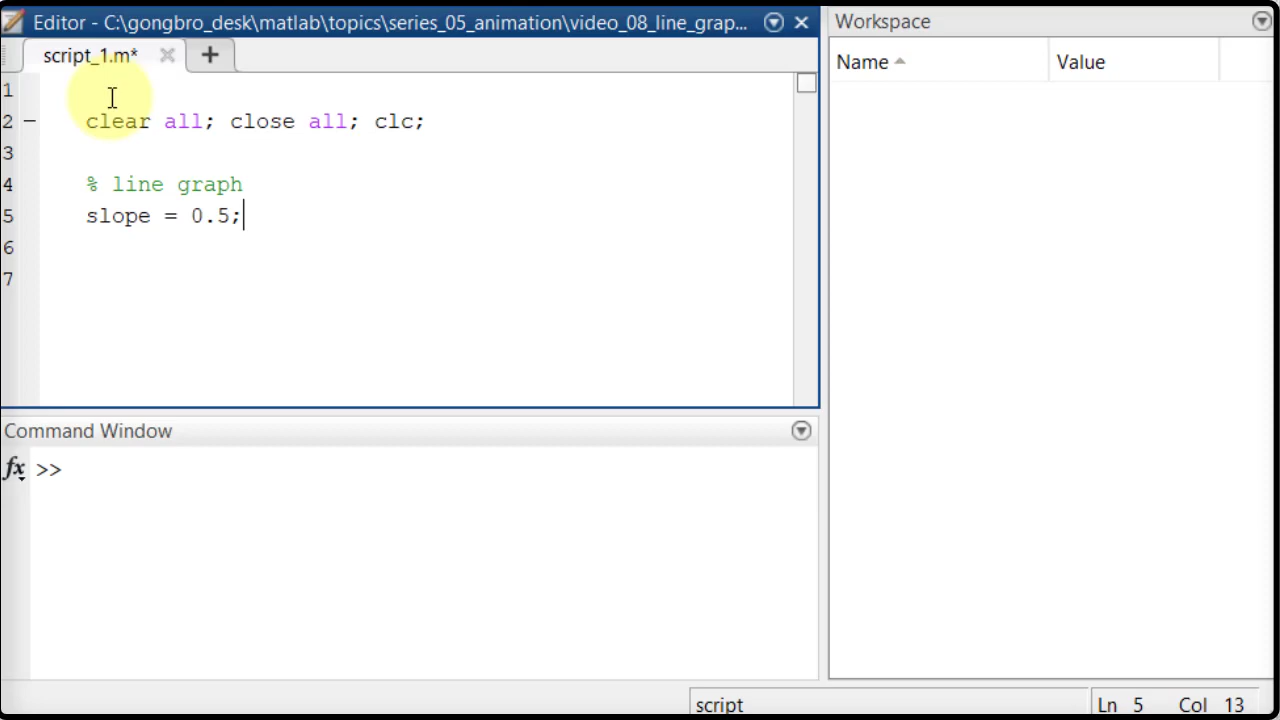 Editor - C:\gongbro_desk\matlab\topics\series_05_animation\video_08_line_grap...
script_1.m*
1
2 clear all; close all; clc;
3
4 % line graph
5 slope = 0.5;
6
7
Command Window
fx >>
Workspace
Name Value
script Ln 5 Col 13